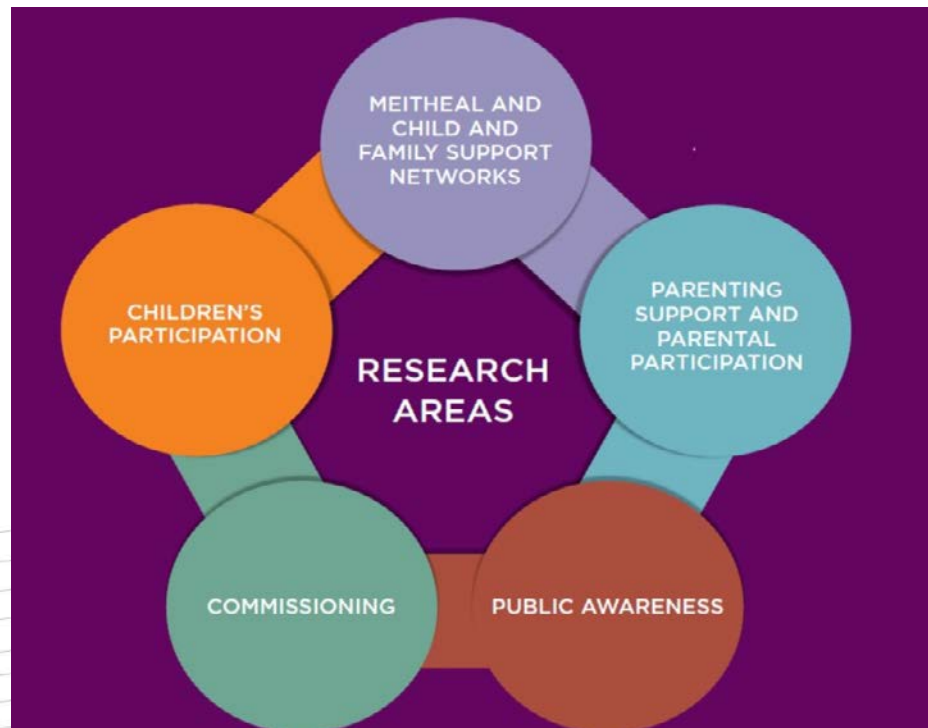 MEITHEAL AND
CHILD AND
FAMILY SUPPORT
NETWORKS
CHILDREN'S
PARTICIPATION
PARENTING
SUPPORT AND
PARENTAL
PARTICIPATION
RESEARCH
AREAS
COMMISSIONING
PUBLIC AWARENESS